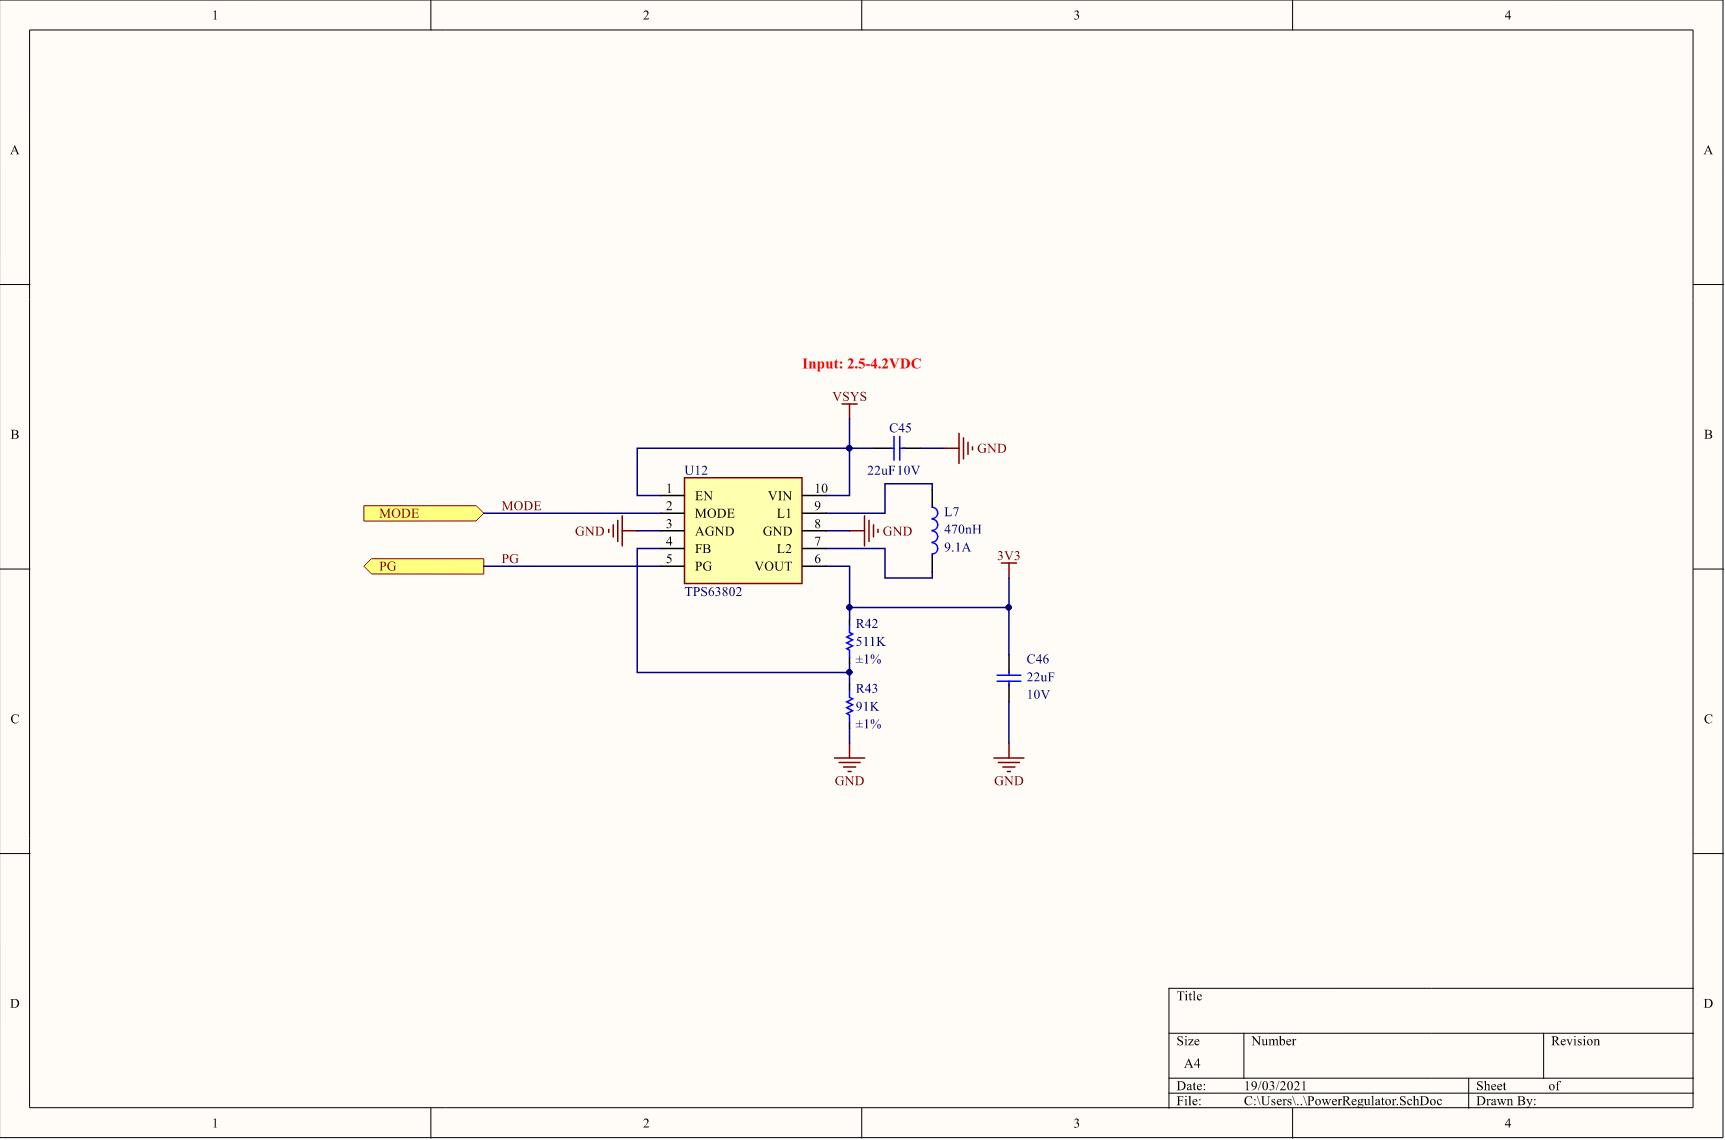 1 2 3 4
A A
Input: 2.5-4.2VDC
VSYS
B B
C45
GND
22uF10V
U12
1 EN VIN 10
MODE MODE 2 MODE L1 9
L7
470nH
9.1A
GND 3 AGND GND 8 GND
4 FB L2 7
PG PG 5 PG VOUT 6
3V3
TPS63802
R42
511K
±1%
C46
22uF
10V
R43
91K
±1%
C C
GND GND
D D
Title
Size Number Revision
A4
Date: 19/03/2021 Sheet of
File: C:\Users\..\PowerRegulator.SchDoc Drawn By:
1 2 3 4